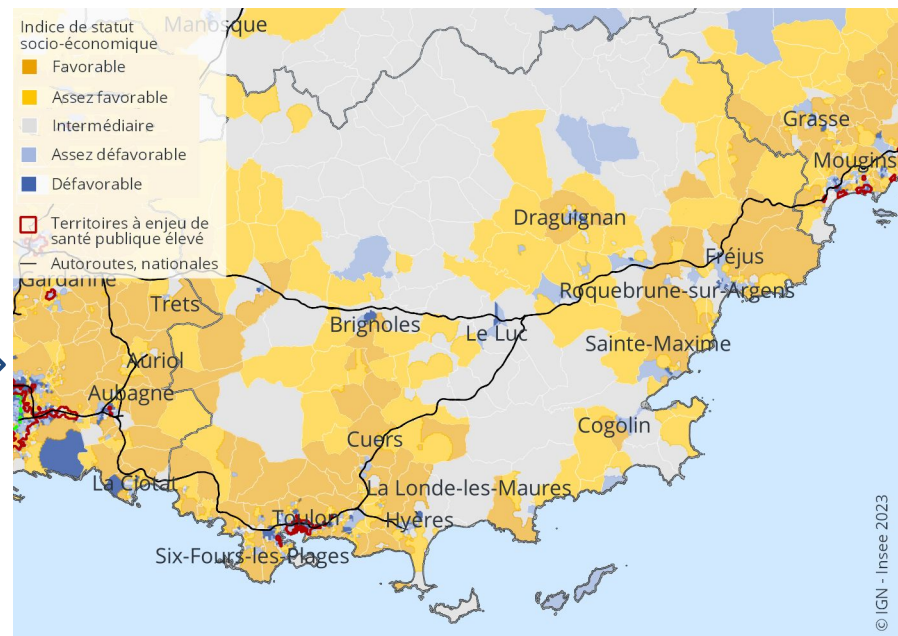 Manosque
Indice de statut
socio-économique
Favorable
Assez favorable
Intermédiaire
Assez défavorable
Défavorable
Territoires à enjeu de
santé publique élevé
Autoroutes, nationales
Grasse
Mougins
Draguignan
Fréjus
Gardanne
Roquebrune-sur-Argens
Trets
Brignoles
Le Luc
Sainte-Maxime
Auriol
Aubagne
Cogolin
Cuers
La Ciotat
La Londe-les-Maures
Toulon
Hyères
Six-Fours-les-Plages
© IGN - Insee 2023